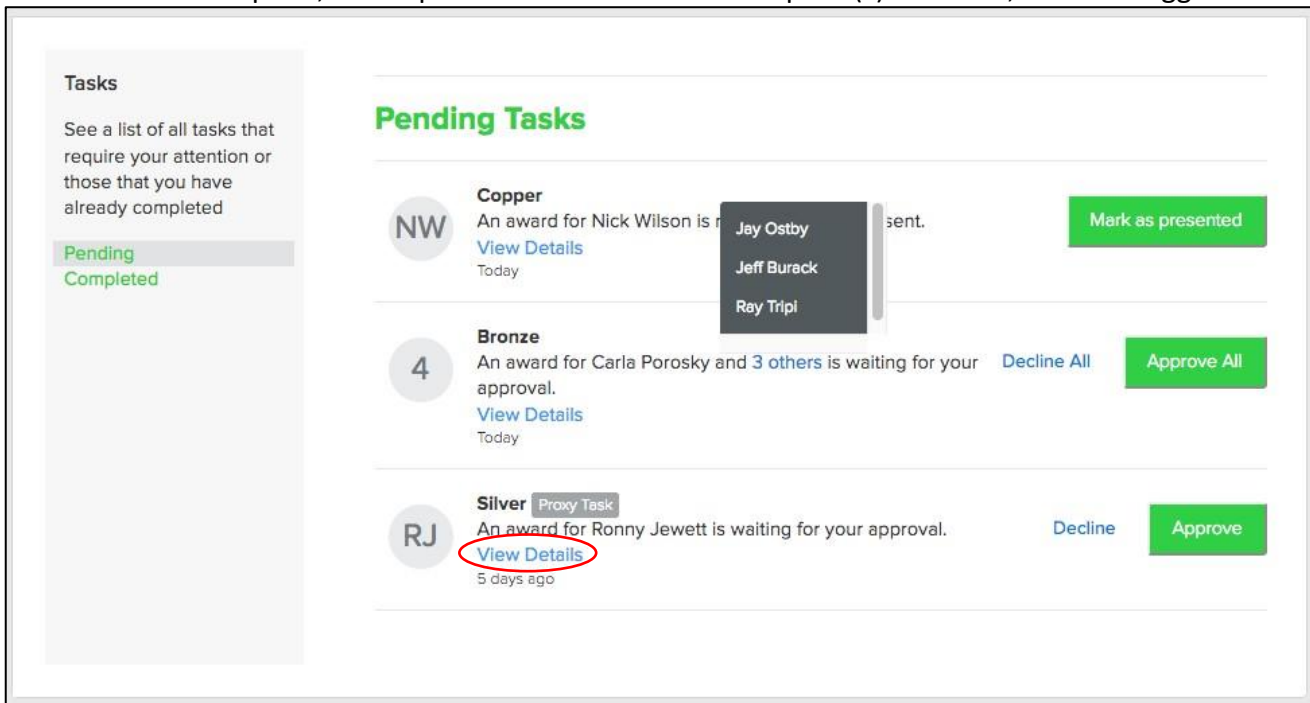 Tasks
See a list of all tasks that
require your attention or
those that you have
already completed
Pending
Completed
Pending Tasks
NW
Copper
An award for Nick Wilson is sent.
View Details
Today
Mark as presented
Jay Ostby
Jeff Burack
Ray Tripi
4
Bronze
An award for Carla Porosky and 3 others is waiting for your
approval.
View Details
Today
Decline All
Approve All
RJ
Silver Proxy Task
An award for Ronny Jewett is waiting for your approval.
View Details
5 days ago
Decline
Approve